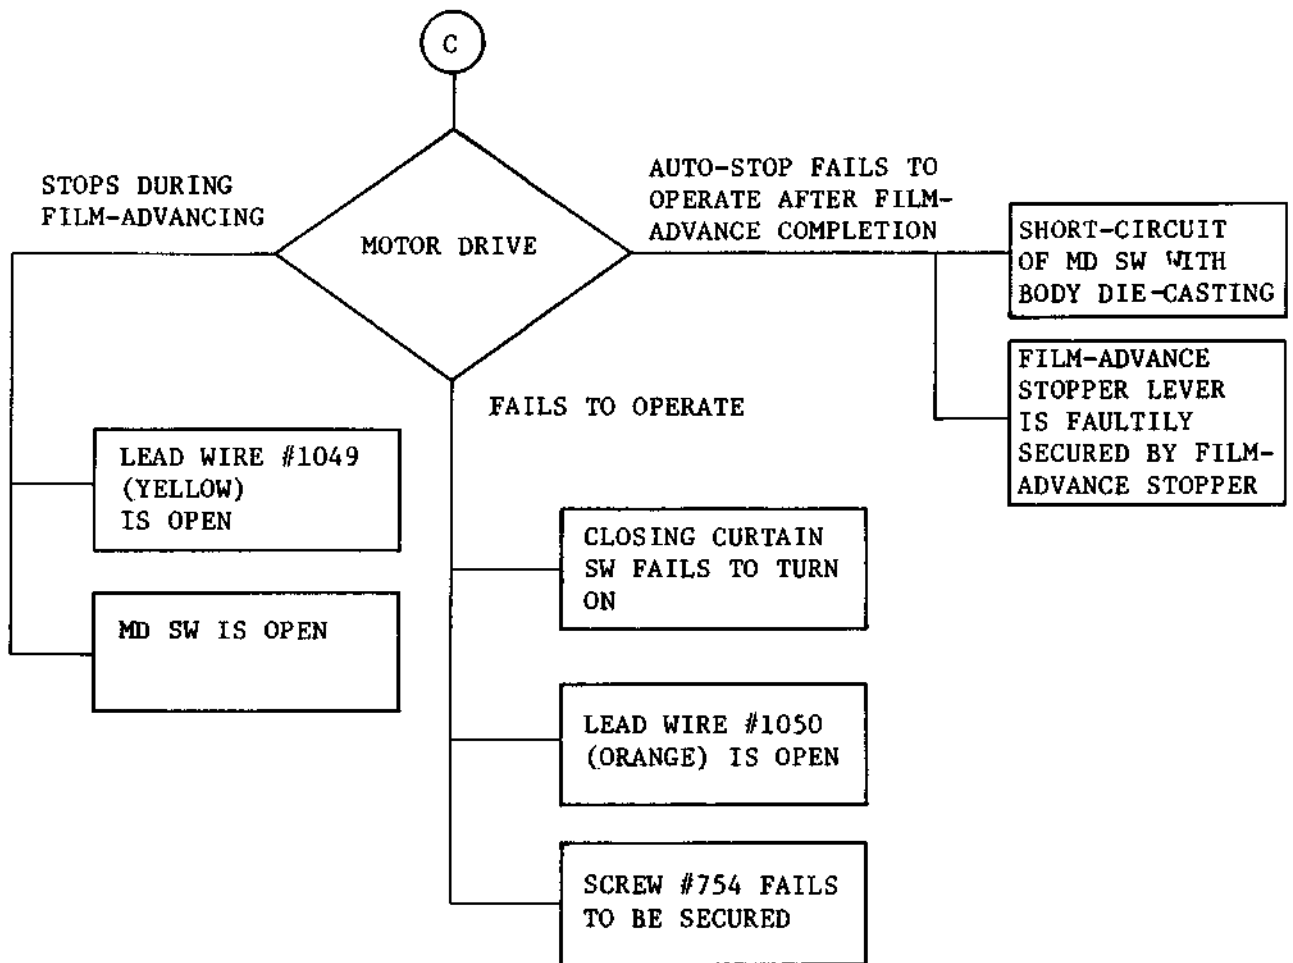 C
STOPS DURING
FILM-ADVANCING
MOTOR DRIVE
AUTO-STOP FAILS TO
OPERATE AFTER FILM-
ADVANCE COMPLETION
SHORT-CIRCUIT
OF MD SW WITH
BODY DIE-CASTING
FILM-ADVANCE
STOPPER LEVER
IS FAULTILY
SECURED BY FILM-
ADVANCE STOPPER
FAILS TO OPERATE
LEAD WIRE #1049
(YELLOW)
IS OPEN
MD SW IS OPEN
CLOSING CURTAIN
SW FAILS TO TURN
ON
LEAD WIRE #1050
(ORANGE) IS OPEN
SCREW #754 FAILS
TO BE SECURED